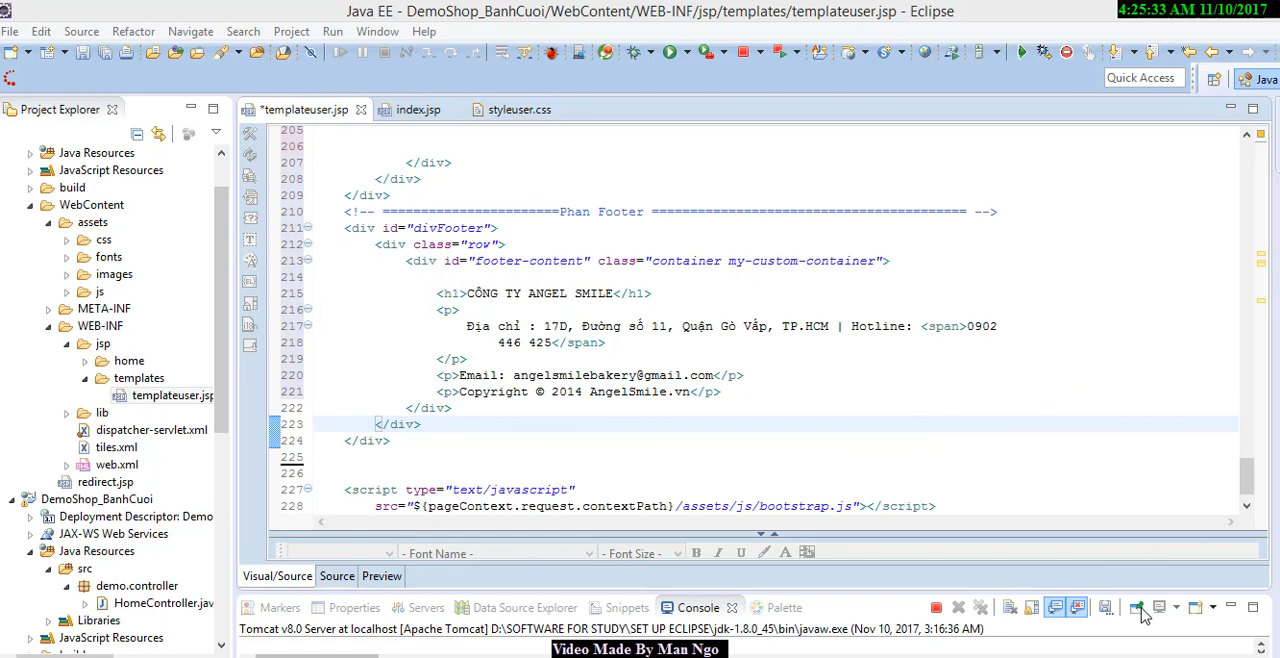 Java EE - DemoShop_BanhCuoi/WebContent/WEB-INF/jsp/templates/templateuser.jsp - Eclipse
4:25:33 AM 11/10/2017
File Edit Source Refactor Navigate Search Project Run Window Help
Quick Access
Java
Project Explorer
*templateuser.jsp
index.jsp
styleuser.css
Java Resources
JavaScript Resources
build
WebContent
assets
css
fonts
images
js
META-INF
WEB-INF
jsp
home
templates
templateuser.jsp
lib
dispatcher-servlet.xml
tiles.xml
web.xml
redirect.jsp
DemoShop_BanhCuoi
Deployment Descriptor: Demo
JAX-WS Web Services
Java Resources
src
demo.controller
HomeController.jav
Libraries
JavaScript Resources
205
206
207 </div>
208 </div>
209 </div>
210 <!-- =======================Phan Footer ========================================= -->
211 <div id="divFooter">
212 <div class="row">
213 <div id="footer-content" class="container my-custom-container">
214
215 <h1>CÔNG TY ANGEL SMILE</h1>
216 <p>
217 Địa chỉ : 17D, Đường số 11, Quận Gò Vấp, TP.HCM | Hotline: <span>0902
218 446 425</span>
219 </p>
220 <p>Email: angelsmilebakery@gmail.com</p>
221 <p>Copyright © 2014 AngelSmile.vn</p>
222 </div>
223 </div>
224 </div>
225
226
227 <script type="text/javascript"
228 src="${pageContext.request.contextPath}/assets/js/bootstrap.js"></script>
- Font Name - - Font Size - B I U A
Visual/Source Source Preview
Markers Properties Servers Data Source Explorer Snippets Console Palette
Tomcat v8.0 Server at localhost [Apache Tomcat] D:\SOFTWARE FOR STUDY\SET UP ECLIPSE\jdk-1.8.0_45\bin\javaw.exe (Nov 10, 2017, 3:16:36 AM)
Video Made By Man Ngo